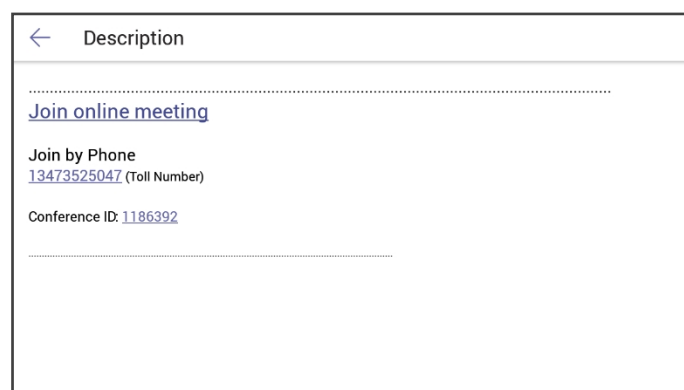 Description
Join online meeting
Join by Phone
13473525047 (Toll Number)
Conference ID: 1186392